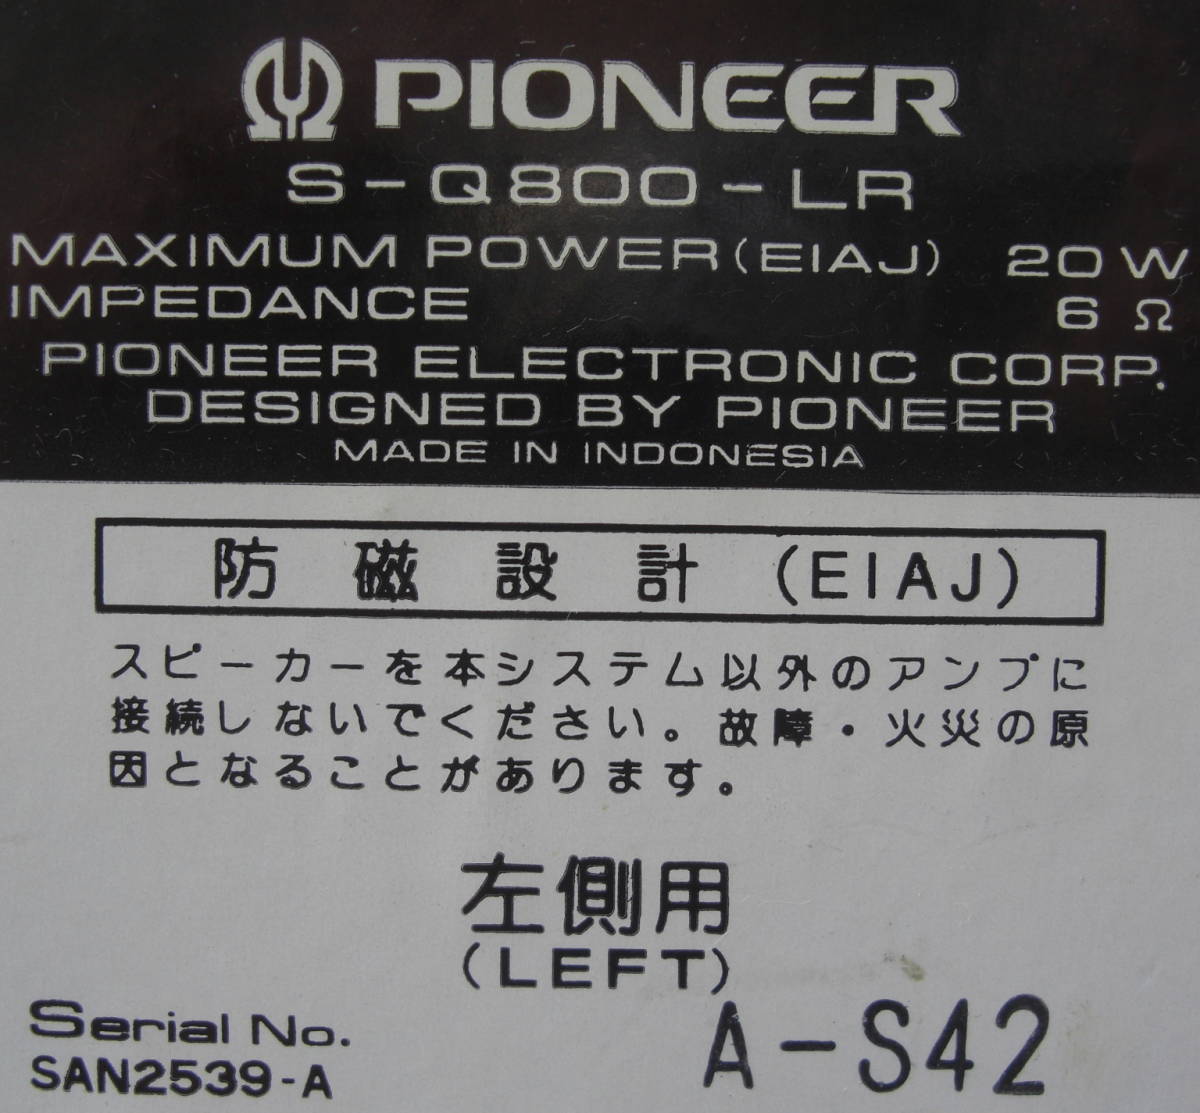 PIONEER
S-Q800-LR
MAXIMUM POWER(EIAJ) 20W
IMPEDANCE 6 Ω
PIONEER ELECTRONIC CORP.
DESIGNED BY PIONEER
MADE IN INDONESIA
防磁設計 (EIAJ)
スピーカーを本システム以外のアンプに
接続しないでください。故障・火災の原
因となることがあります。
左側用
(LEFT)
Serial No.
SAN2539-A
A-S42